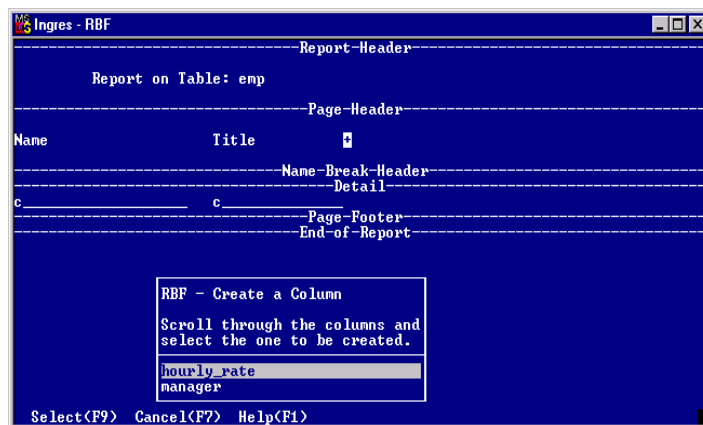 Ingres - RBF
Report-Header
Report on Table: emp
Page-Header
Name Title +
Name-Break-Header
Detail
c_ c_
Page-Footer
End-of-Report
RBF - Create a Column
Scroll through the columns and
select the one to be created.
hourly_rate
manager
Select(F9) Cancel(F7) Help(F1)